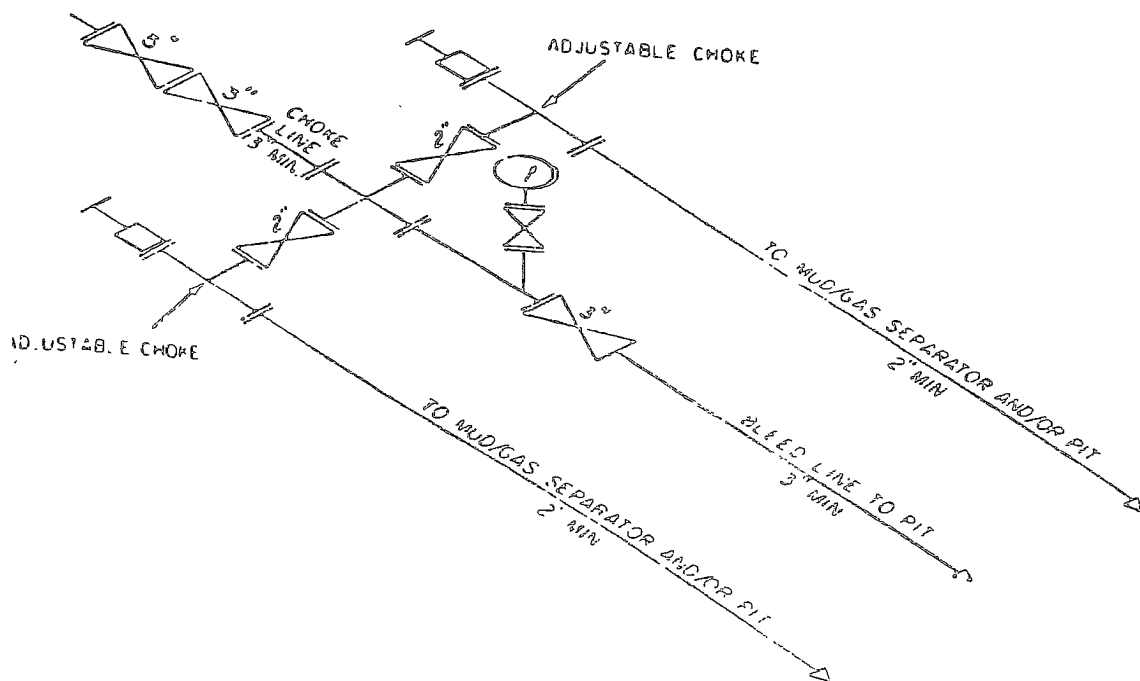 ADJUSTABLE CHOKE
3"
3"
CHOKE
LINE
3 MIN.
2"
P
2"
3"
ADJUSTABLE CHOKE
TO MUD/GAS SEPARATOR AND/OR PIT
2" MIN
BLEED LINE TO PIT
3" MIN
TO MUD/GAS SEPARATOR AND/OR PIT
2" MIN